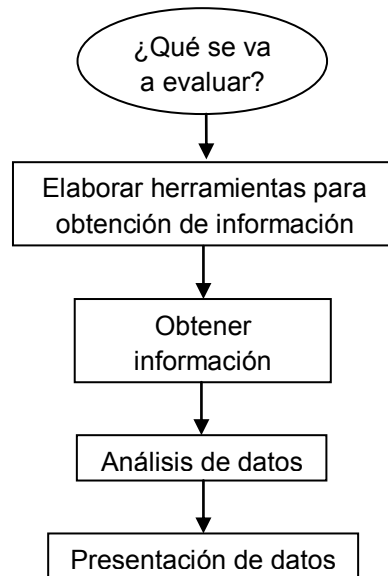 ¿Qué se va
a evaluar?
Elaborar herramientas para
obtención de información
Obtener
información
Análisis de datos
Presentación de datos